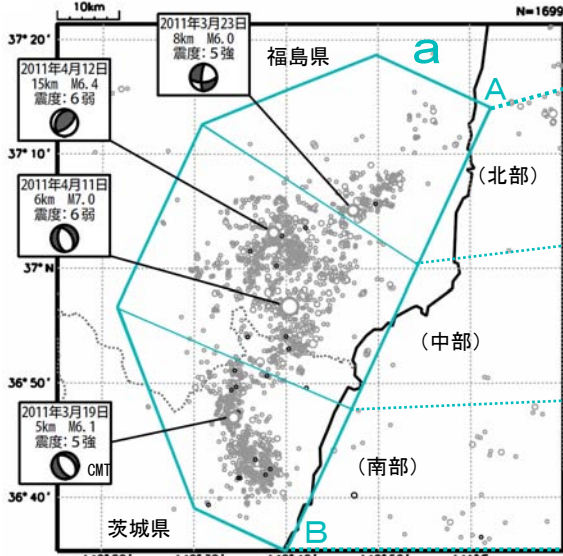 10km
N=1699
37°20'
37°10'
37°N
36°50'
36°40'
2011年3月23日
8km M6.0
震度：5強
福島県
a
A
2011年4月12日
15km M6.4
震度：6弱
(北部)
2011年4月11日
6km M7.0
震度：6弱
(中部)
2011年3月19日
5km M6.1
震度：5強
CMT
(南部)
茨城県
B